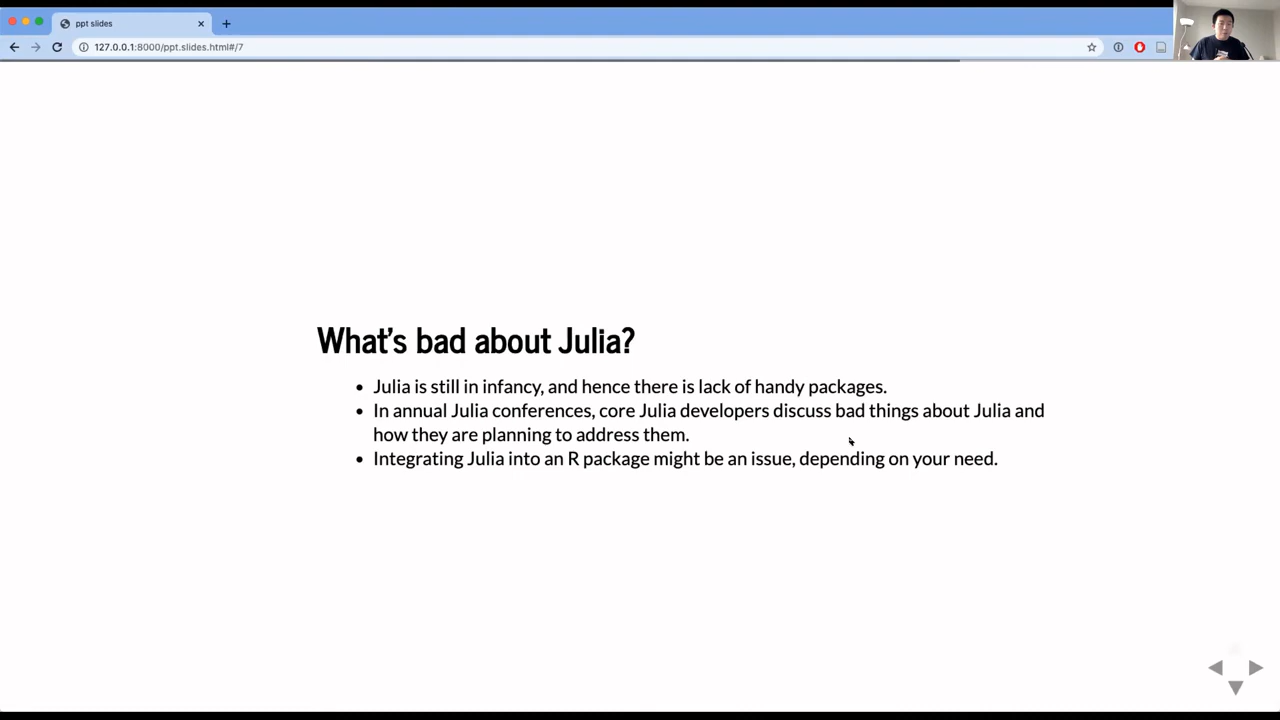 ppt slides
127.0.0.1:8000/ppt.slides.html#/7
What's bad about Julia?
• Julia is still in infancy, and hence there is lack of handy packages.
• In annual Julia conferences, core Julia developers discuss bad things about Julia and
how they are planning to address them.
• Integrating Julia into an R package might be an issue, depending on your need.